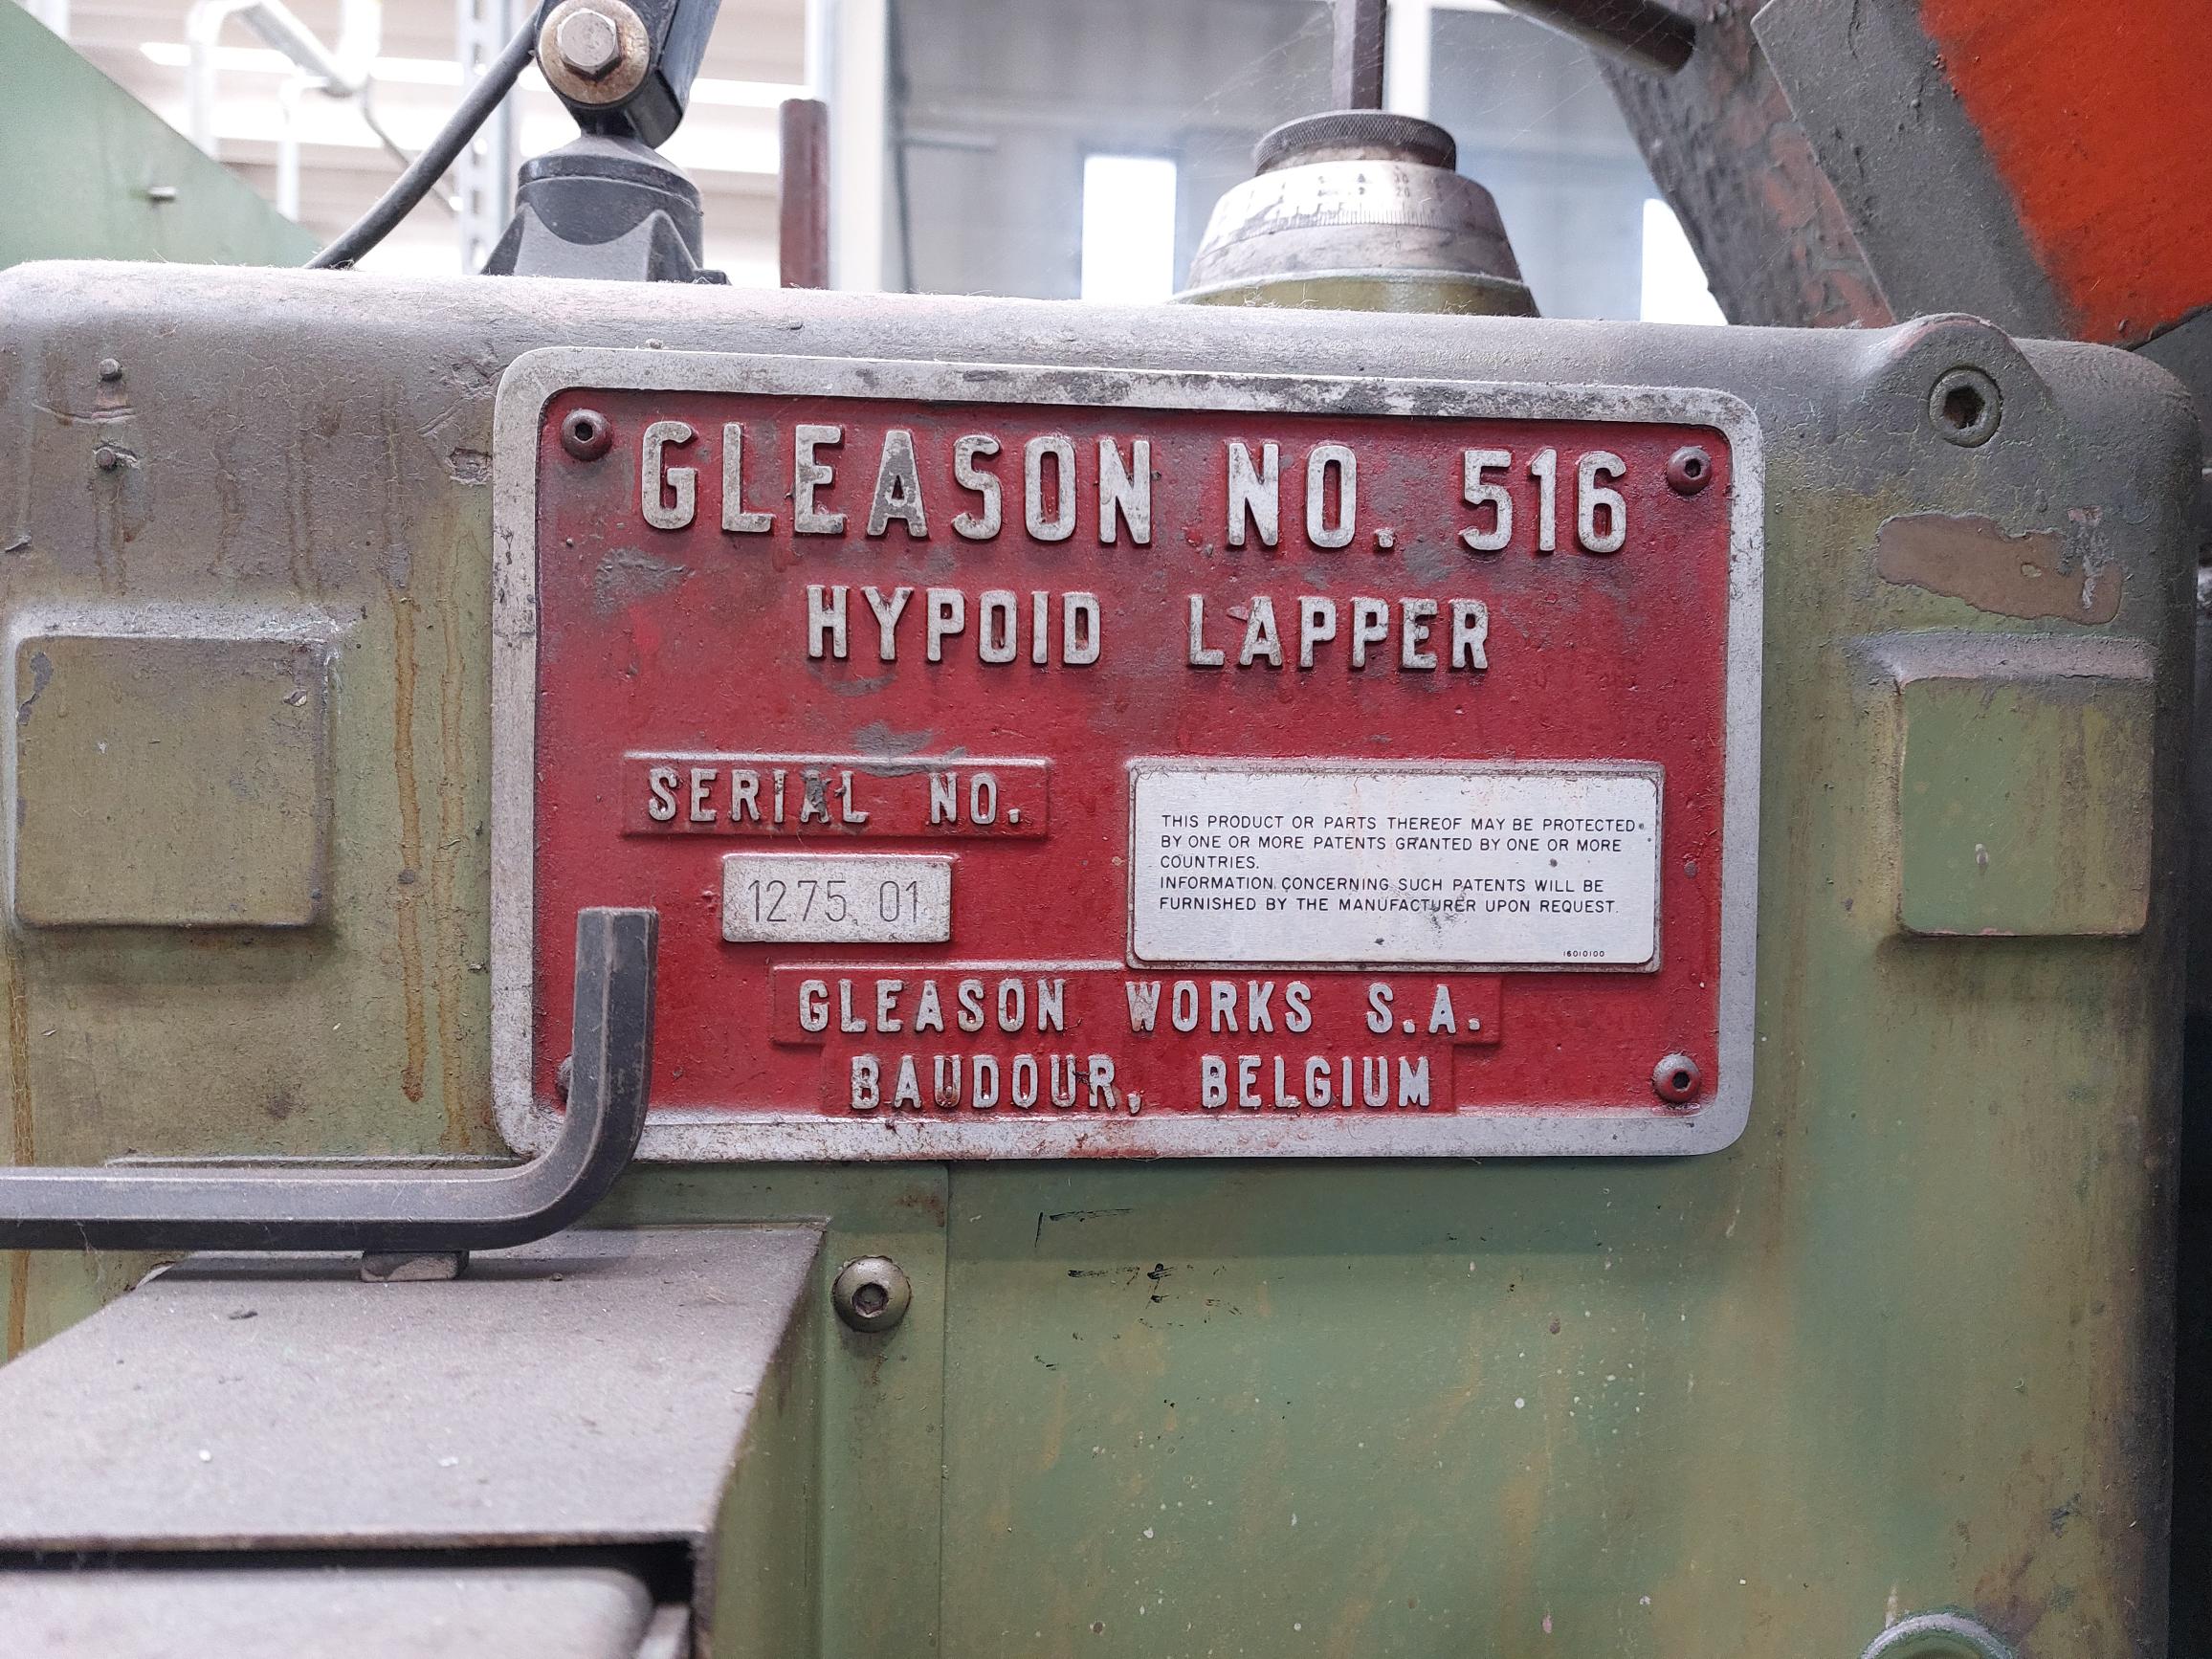 GLEASON NO. 516
HYPOID LAPPER
SERIAL NO.
1275 01
THIS PRODUCT OR PARTS THEREOF MAY BE PROTECTED
BY ONE OR MORE PATENTS GRANTED BY ONE OR MORE
COUNTRIES.
INFORMATION CONCERNING SUCH PATENTS WILL BE
FURNISHED BY THE MANUFACTURER UPON REQUEST.
16010100
GLEASON WORKS S.A.
BAUDOUR, BELGIUM